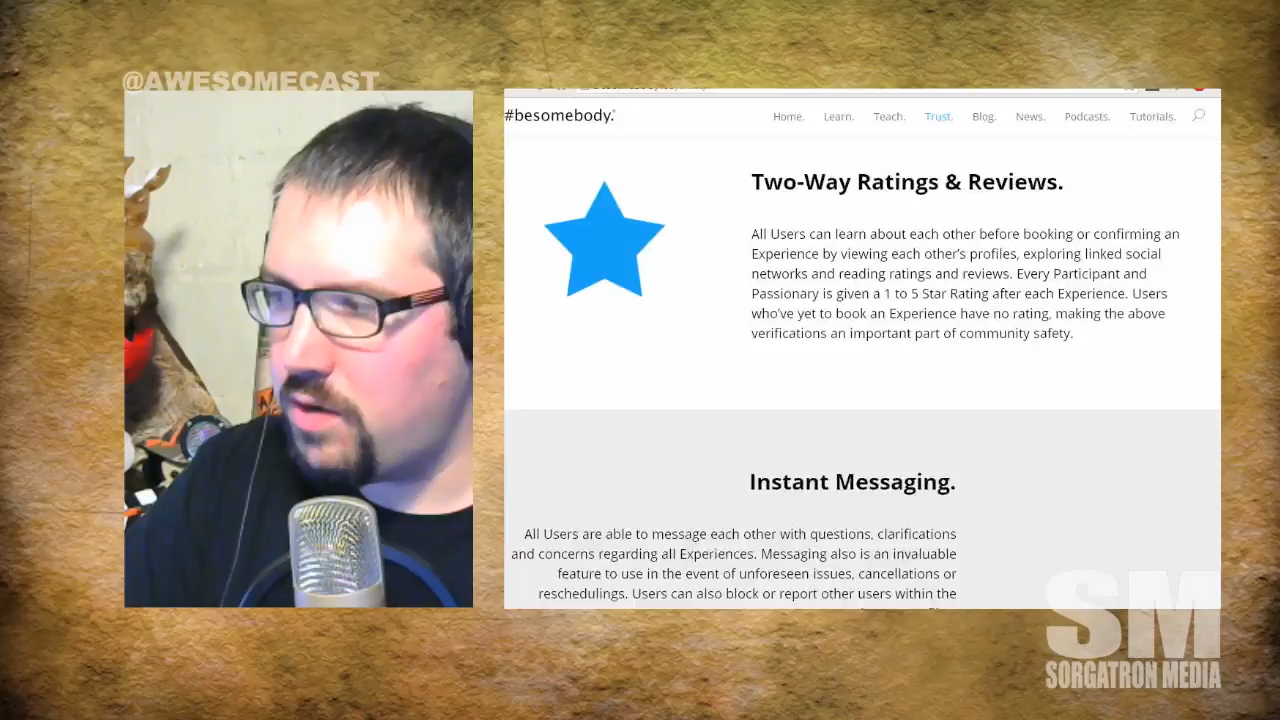 @AWESOMECAST
#besomebody.
Home. Learn. Teach. Trust. Blog. News. Podcasts. Tutorials.
Two-Way Ratings & Reviews.
All Users can learn about each other before booking or confirming an
Experience by viewing each other's profiles, exploring linked social
networks and reading ratings and reviews. Every Participant and
Passionary is given a 1 to 5 Star Rating after each Experience. Users
who've yet to book an Experience have no rating, making the above
verifications an important part of community safety.
Instant Messaging.
All Users are able to message each other with questions, clarifications
and concerns regarding all Experiences. Messaging also is an invaluable
feature to use in the event of unforeseen issues, cancellations or
reschedulings. Users can also block or report other users within the
SM
SORGATRON MEDIA